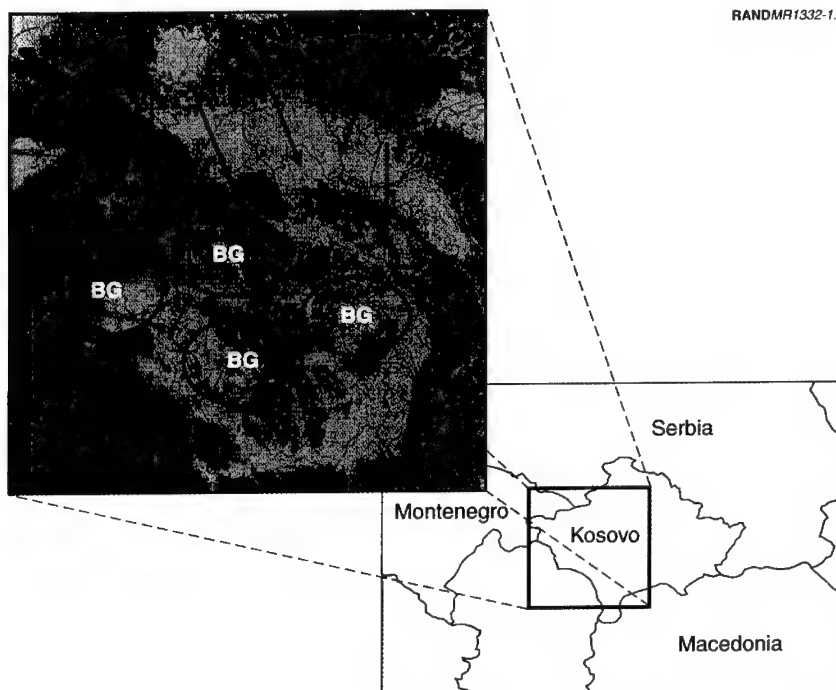 RANDMR1332-1.
BG
BG
BG
BG
Serbia
Montenegro
Kosovo
Macedonia